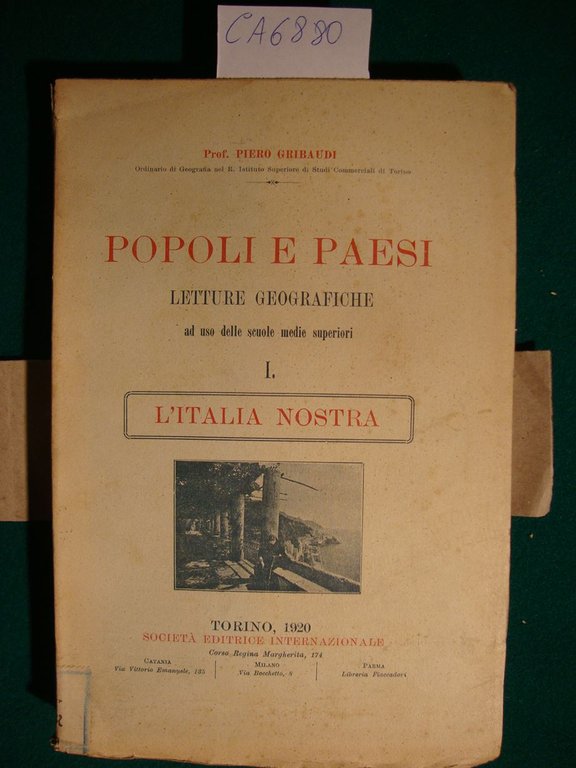 CA6880
Prof. PIERO GRIBAUDI
Ordinario di Geografia nel R. Istituto Superiore di Studi Commerciali di Torino
POPOLI E PAESI
LETTURE GEOGRAFICHE
ad uso delle scuole medie superiori
I.
L'ITALIA NOSTRA
TORINO, 1920
SOCIETÀ EDITRICE INTERNAZIONALE
Corso Regina Margherita, 174
CATANIA
Via Vittorio Emanuele, 135
MILANO
Via Bocchetto, 8
PARMA
Libreria Fiaccadori